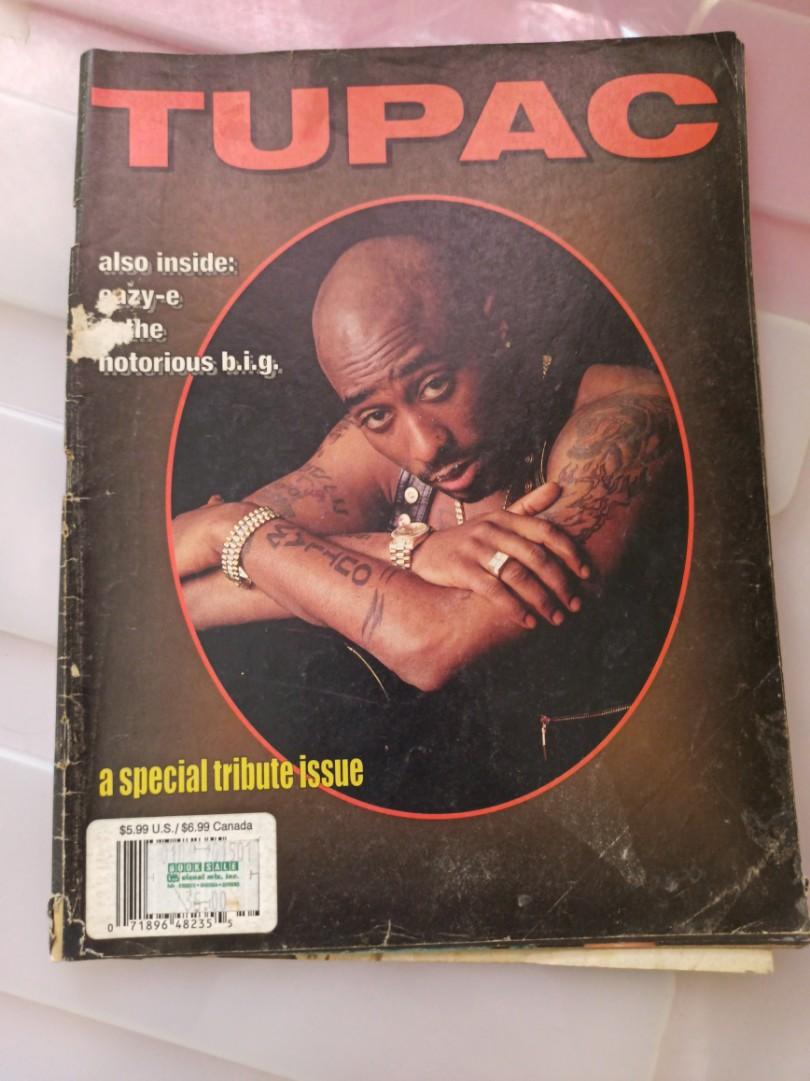 TUPAC
also inside:
eazy-e
the
notorious b.i.g.
a special tribute issue
$5.99 U.S./$6.99 Canada
BOOK SALE
0 71896 48235 5